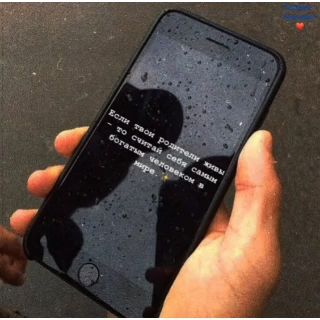 Если твои родители живы
- то считай себя самым
богатым человеком в
мире.